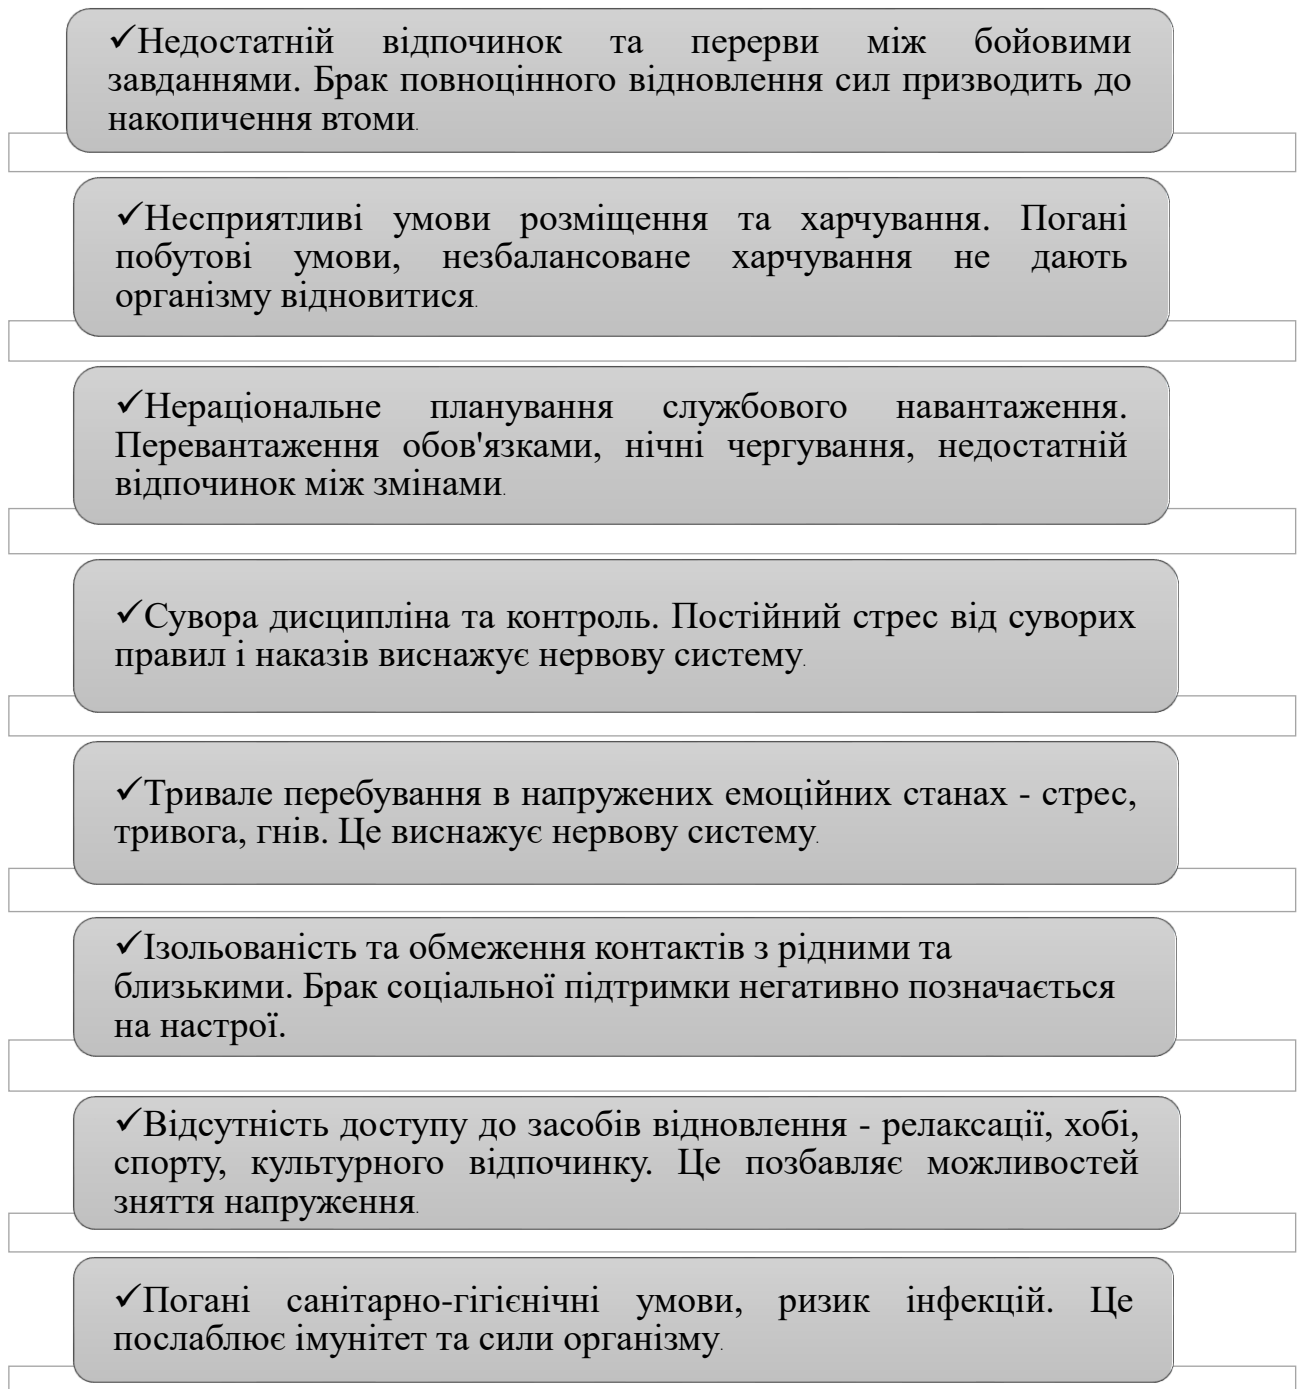 ✓Недостатній відпочинок та перерви між бойовими
завданнями. Брак повноцінного відновлення сил призводить до
накопичення втоми.
✓Несприятливі умови розміщення та харчування. Погані
побутові умови, незбалансоване харчування не дають
організму відновитися.
✓Нераціональне планування службового навантаження.
Перевантаження обов'язками, нічні чергування, недостатній
відпочинок між змінами.
✓Сувора дисципліна та контроль. Постійний стрес від суворих
правил і наказів виснажує нервову систему.
✓Тривале перебування в напружених емоційних станах - стрес,
тривога, гнів. Це виснажує нервову систему.
✓Ізольованість та обмеження контактів з рідними та
близькими. Брак соціальної підтримки негативно позначається
на настрої.
✓Відсутність доступу до засобів відновлення - релаксації, хобі,
спорту, культурного відпочинку. Це позбавляє можливостей
зняття напруження.
✓Погані санітарно-гігієнічні умови, ризик інфекцій. Це
послаблює імунітет та сили організму.